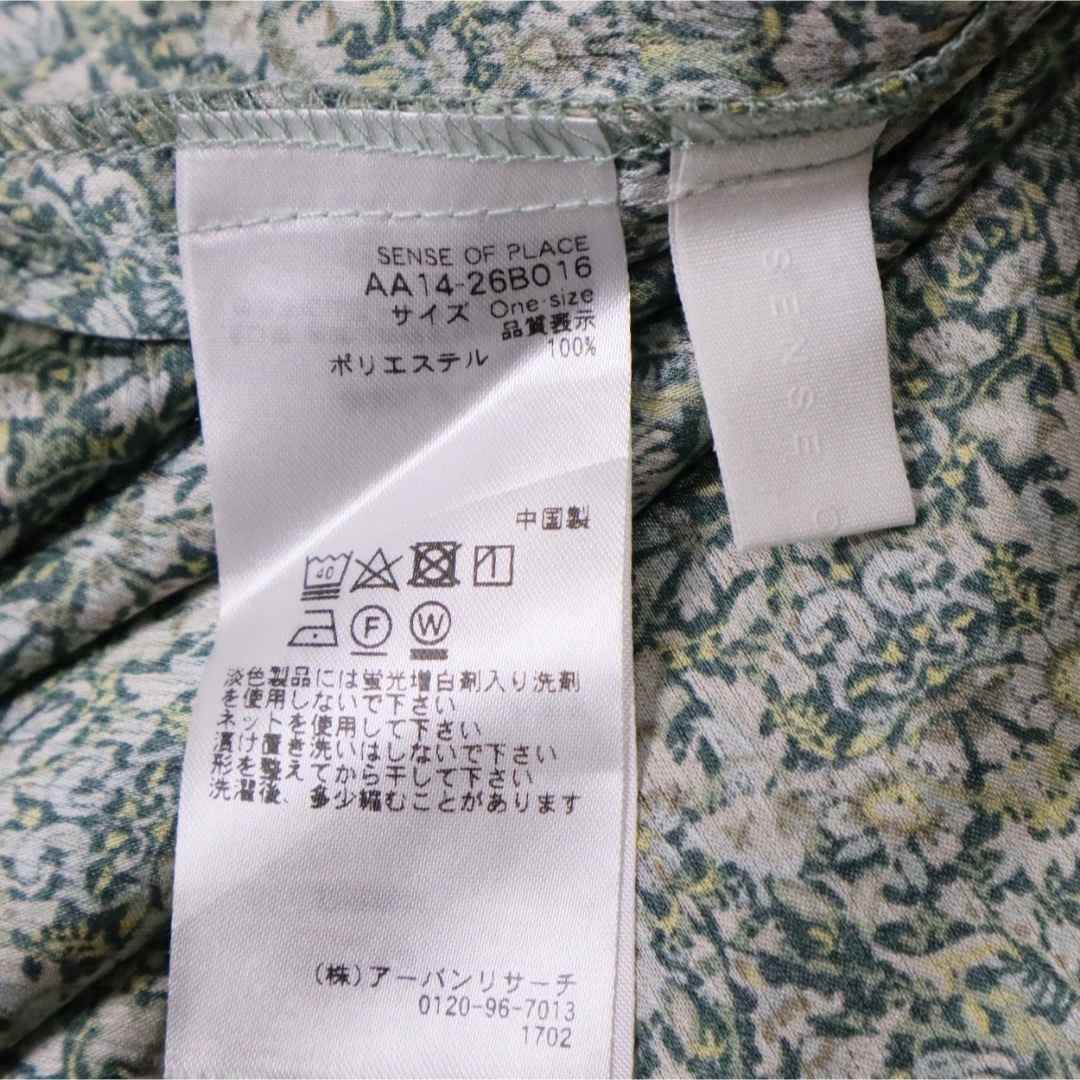 SENSE OF PLACE
AA14-26B016
サイズ One-size
品質表示
ポリエステル 100%
中国製
40
F
W
淡色製品には蛍光増白剤入り洗剤
を使用しないで下さい
ネットを使用して下さい
漬け置き洗いはしないで下さい
形を整えてから干して下さい
洗濯後、多少縮むことがあります
(株)アーバンリサーチ
0120-96-7013
1702
SENSE O